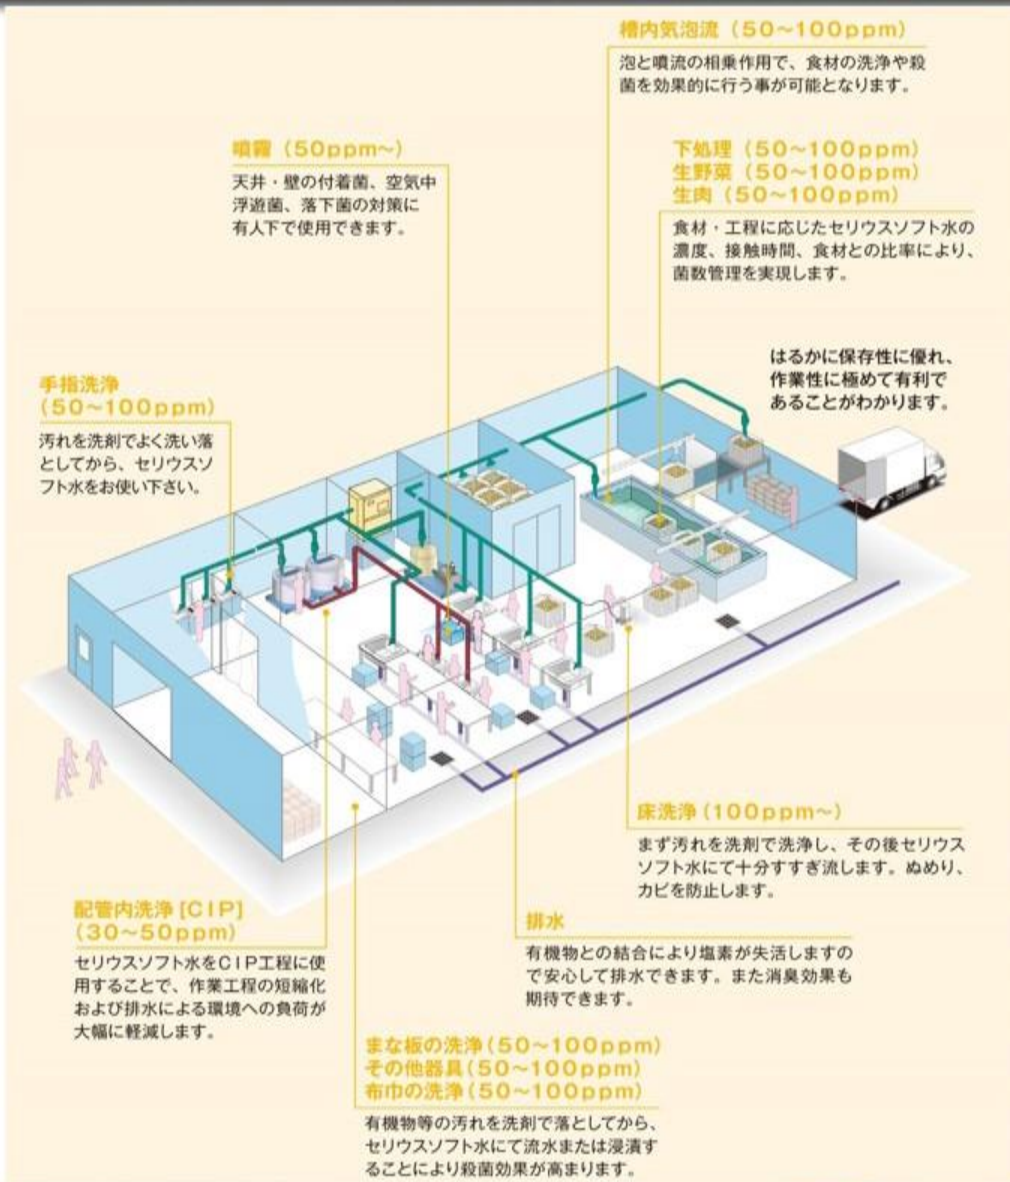 槽内気泡流（50～100ppm）
泡と噴流の相乗作用で、食材の洗浄や殺
菌を効果的に行う事が可能となります。
噴霧（50ppm～）
天井・壁の付着菌、空気中
浮遊菌、落下菌の対策に
有人下で使用できます。
下処理（50～100ppm）
生野菜（50～100ppm）
生肉（50～100ppm）
食材・工程に応じたセリウスソフト水の
濃度、接触時間、食材との比率により、
菌数管理を実現します。
はるかに保存性に優れ、
作業性に極めて有利で
あることがわかります。
手指洗浄
（50～100ppm）
汚れを洗剤でよく洗い落
としてから、セリウスソ
フト水をお使い下さい。
床洗浄（100ppm～）
まず汚れを洗剤で洗浄し、その後セリウス
ソフト水にて十分すすぎ流します。ぬめり、
カビを防止します。
配管内洗浄[CIP]
（30～50ppm）
セリウスソフト水をCIP工程に使
用することで、作業工程の短縮化
および排水による環境への負荷が
大幅に軽減します。
排水
有機物との結合により塩素が失活しますの
で安心して排水できます。また消臭効果も
期待できます。
まな板の洗浄（50～100ppm）
その他器具（50～100ppm）
布巾の洗浄（50～100ppm）
有機物等の汚れを洗剤で落としてから、
セリウスソフト水にて流水または浸漬す
ることにより殺菌効果が高まります。